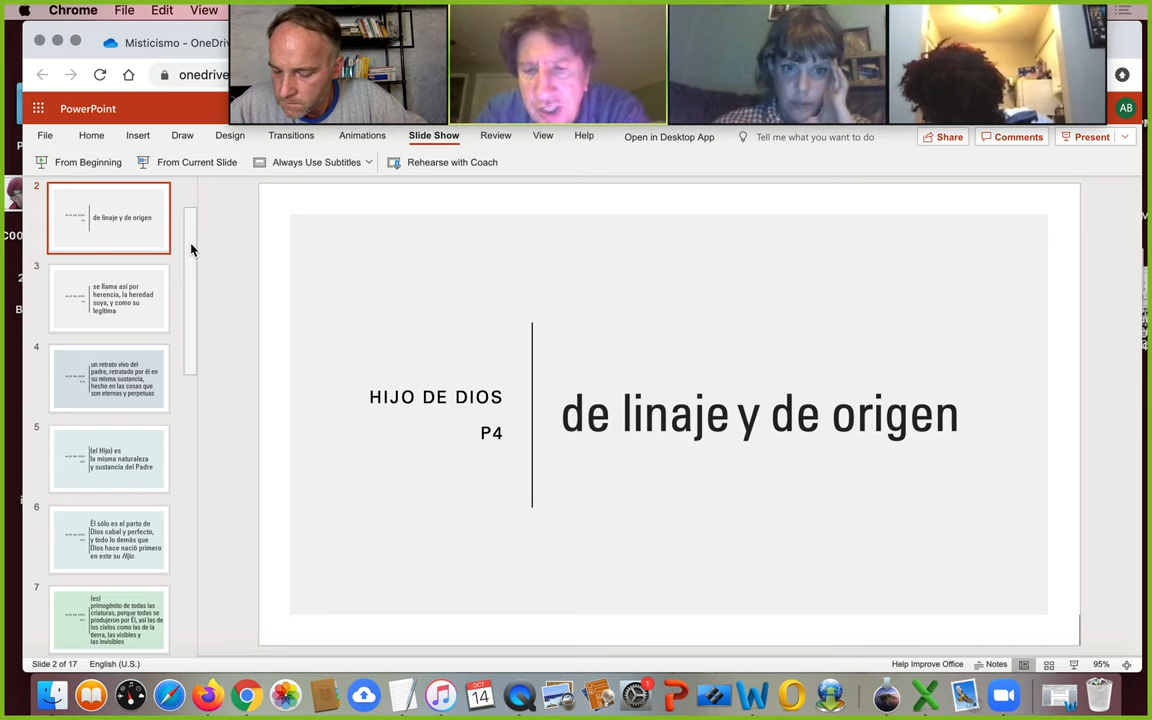 Chrome File Edit View
Misticismo - OneDriv
onedrive
PowerPoint
AB
File Home Insert Draw Design Transitions Animations Slide Show Review View Help Open in Desktop App Tell me what you want to do Share Comments Present
From Beginning From Current Slide Always Use Subtitles Rehearse with Coach
2
de linaje y de origen
3
se llama así por
herencia, la heredad
suya, y como su
legítima
4
un retrato vivo del
padre, retratado por él en
su misma sustancia,
hecho en las cosas que
son eternas y perpetuas
5
(el Hijo) es
la misma naturaleza
y sustancia del Padre
6
Él sólo es el parto de
Dios cabal y perfecto,
y todo lo demás que
Dios hace nació primero
en este su Hijo.
7
(es)
primogénito de todas las
criaturas, porque todas se
produjeron por Él, así las de
los cielos como las de la
tierra, las visibles y
las invisibles
HIJO DE DIOS
P4
de linaje y de origen
Slide 2 of 17 English (U.S.) Help Improve Office Notes 95%
OCT
14
1